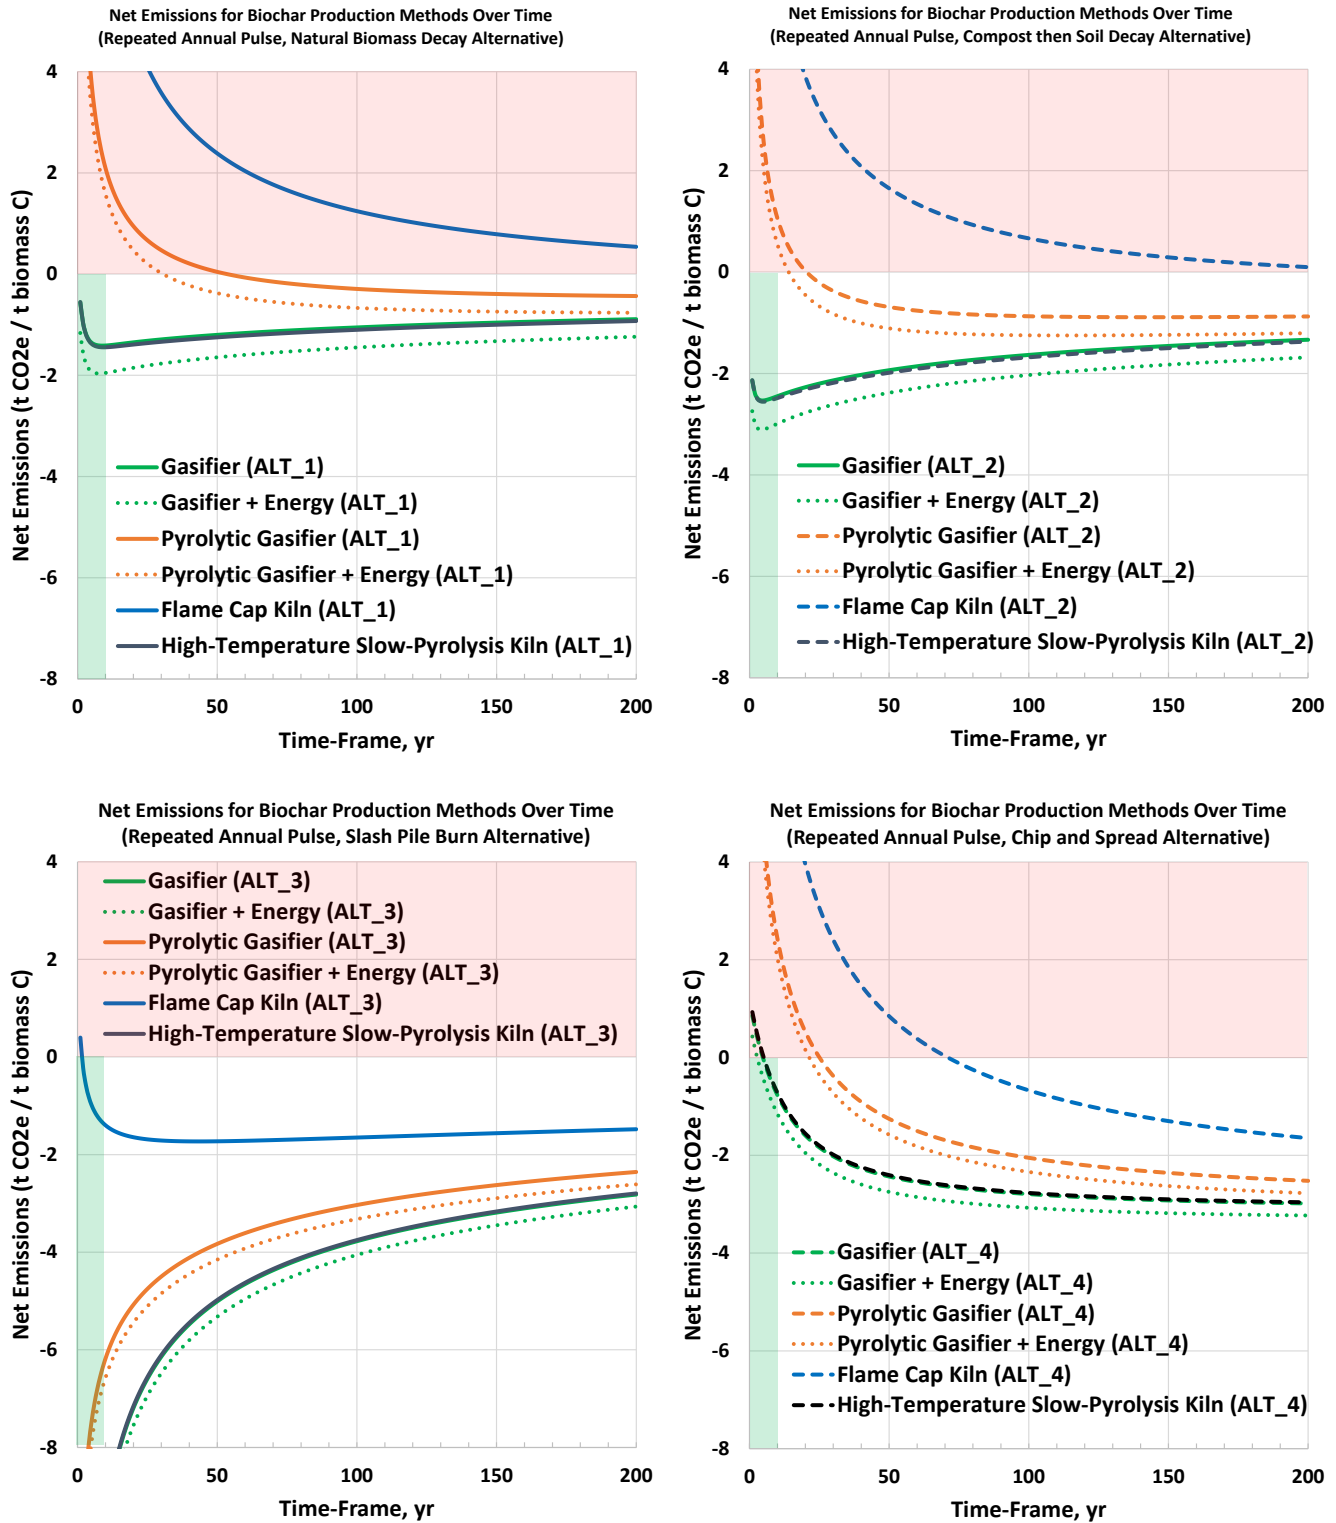 Net Emissions for Biochar Production Methods Over Time
(Repeated Annual Pulse, Natural Biomass Decay Alternative)
4
2
0
-2
-4
-6
-8
Net Emissions (t CO2e / t biomass C)
Gasifier (ALT_1)
Gasifier + Energy (ALT_1)
Pyrolytic Gasifier (ALT_1)
Pyrolytic Gasifier + Energy (ALT_1)
Flame Cap Kiln (ALT_1)
High-Temperature Slow-Pyrolysis Kiln (ALT_1)
0 50 100 150 200
Time-Frame, yr
Net Emissions for Biochar Production Methods Over Time
(Repeated Annual Pulse, Compost then Soil Decay Alternative)
4
2
0
-2
-4
-6
-8
Net Emissions (t CO2e / t biomass C)
Gasifier (ALT_2)
Gasifier + Energy (ALT_2)
Pyrolytic Gasifier (ALT_2)
Pyrolytic Gasifier + Energy (ALT_2)
Flame Cap Kiln (ALT_2)
High-Temperature Slow-Pyrolysis Kiln (ALT_2)
0 50 100 150 200
Time-Frame, yr
Net Emissions for Biochar Production Methods Over Time
(Repeated Annual Pulse, Slash Pile Burn Alternative)
4
2
0
-2
-4
-6
-8
Net Emissions (t CO2e / t biomass C)
Gasifier (ALT_3)
Gasifier + Energy (ALT_3)
Pyrolytic Gasifier (ALT_3)
Pyrolytic Gasifier + Energy (ALT_3)
Flame Cap Kiln (ALT_3)
High-Temperature Slow-Pyrolysis Kiln (ALT_3)
0 50 100 150 200
Time-Frame, yr
Net Emissions for Biochar Production Methods Over Time
(Repeated Annual Pulse, Chip and Spread Alternative)
4
2
0
-2
-4
-6
-8
Net Emissions (t CO2e / t biomass C)
Gasifier (ALT_4)
Gasifier + Energy (ALT_4)
Pyrolytic Gasifier (ALT_4)
Pyrolytic Gasifier + Energy (ALT_4)
Flame Cap Kiln (ALT_4)
High-Temperature Slow-Pyrolysis Kiln (ALT_4)
0 50 100 150 200
Time-Frame, yr